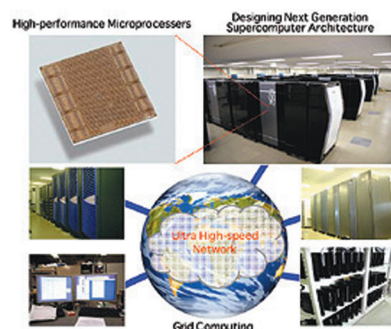 High-performance Microprocessers
Designing Next Generation
Supercomputer Architecture
Ultra High-speed
Network
Grid Computing